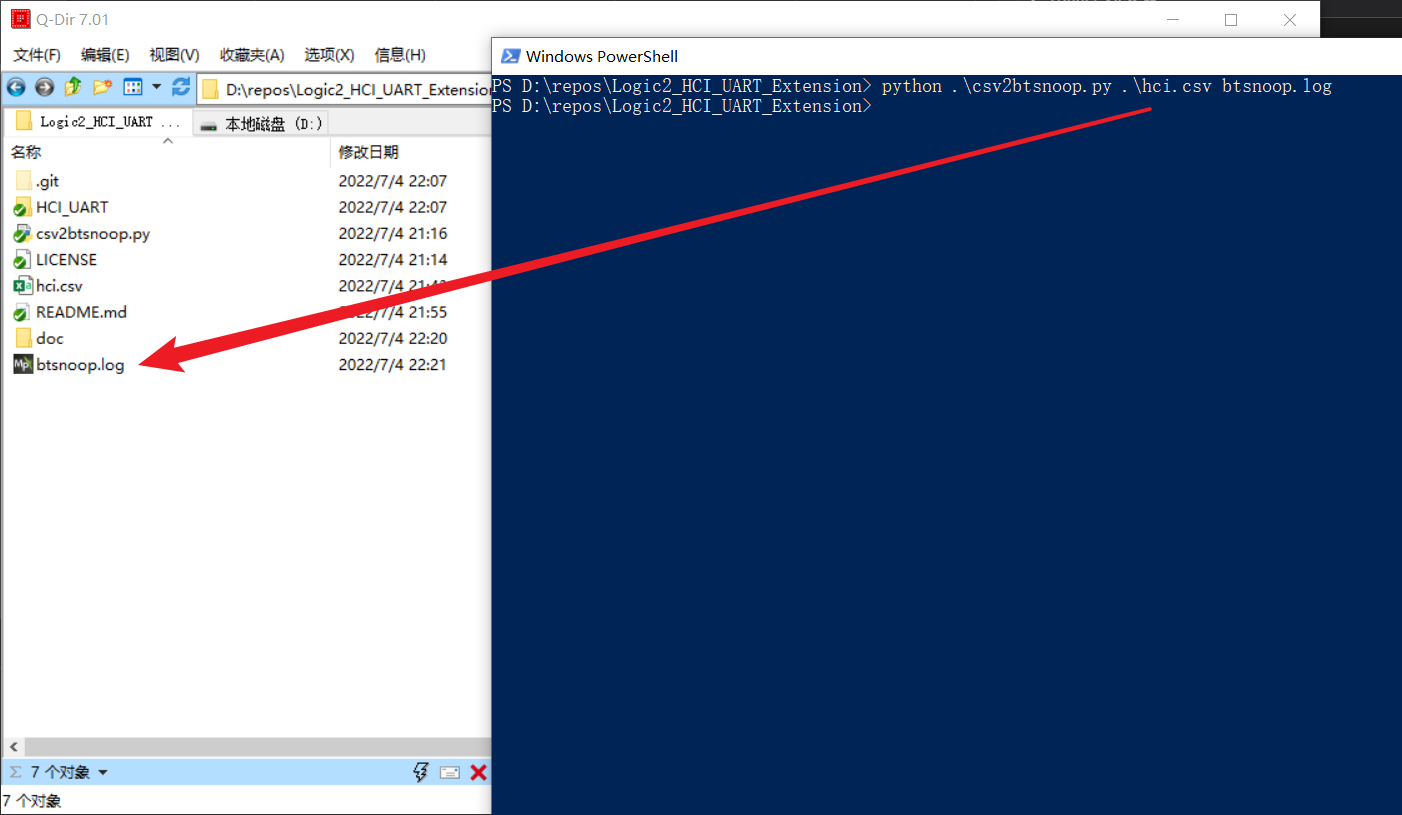 Q-Dir 7.01
文件(F) 编辑(E) 视图(V) 收藏夹(A) 选项(X) 信息(H)
D:\repos\Logic2_HCI_UART_Extension
Logic2_HCI_UART ... 本地磁盘 (D:)
名称 修改日期
.git 2022/7/4 22:07
HCI_UART 2022/7/4 22:07
csv2btsnoop.py 2022/7/4 21:16
LICENSE 2022/7/4 21:14
hci.csv 2022/7/4
README.md 2022/7/4 21:55
doc 2022/7/4 22:20
btsnoop.log 2022/7/4 22:21
7 个对象
7 个对象
Windows PowerShell
PS D:\repos\Logic2_HCI_UART_Extension> python .\csv2btsnoop.py .\hci.csv btsnoop.log
PS D:\repos\Logic2_HCI_UART_Extension>